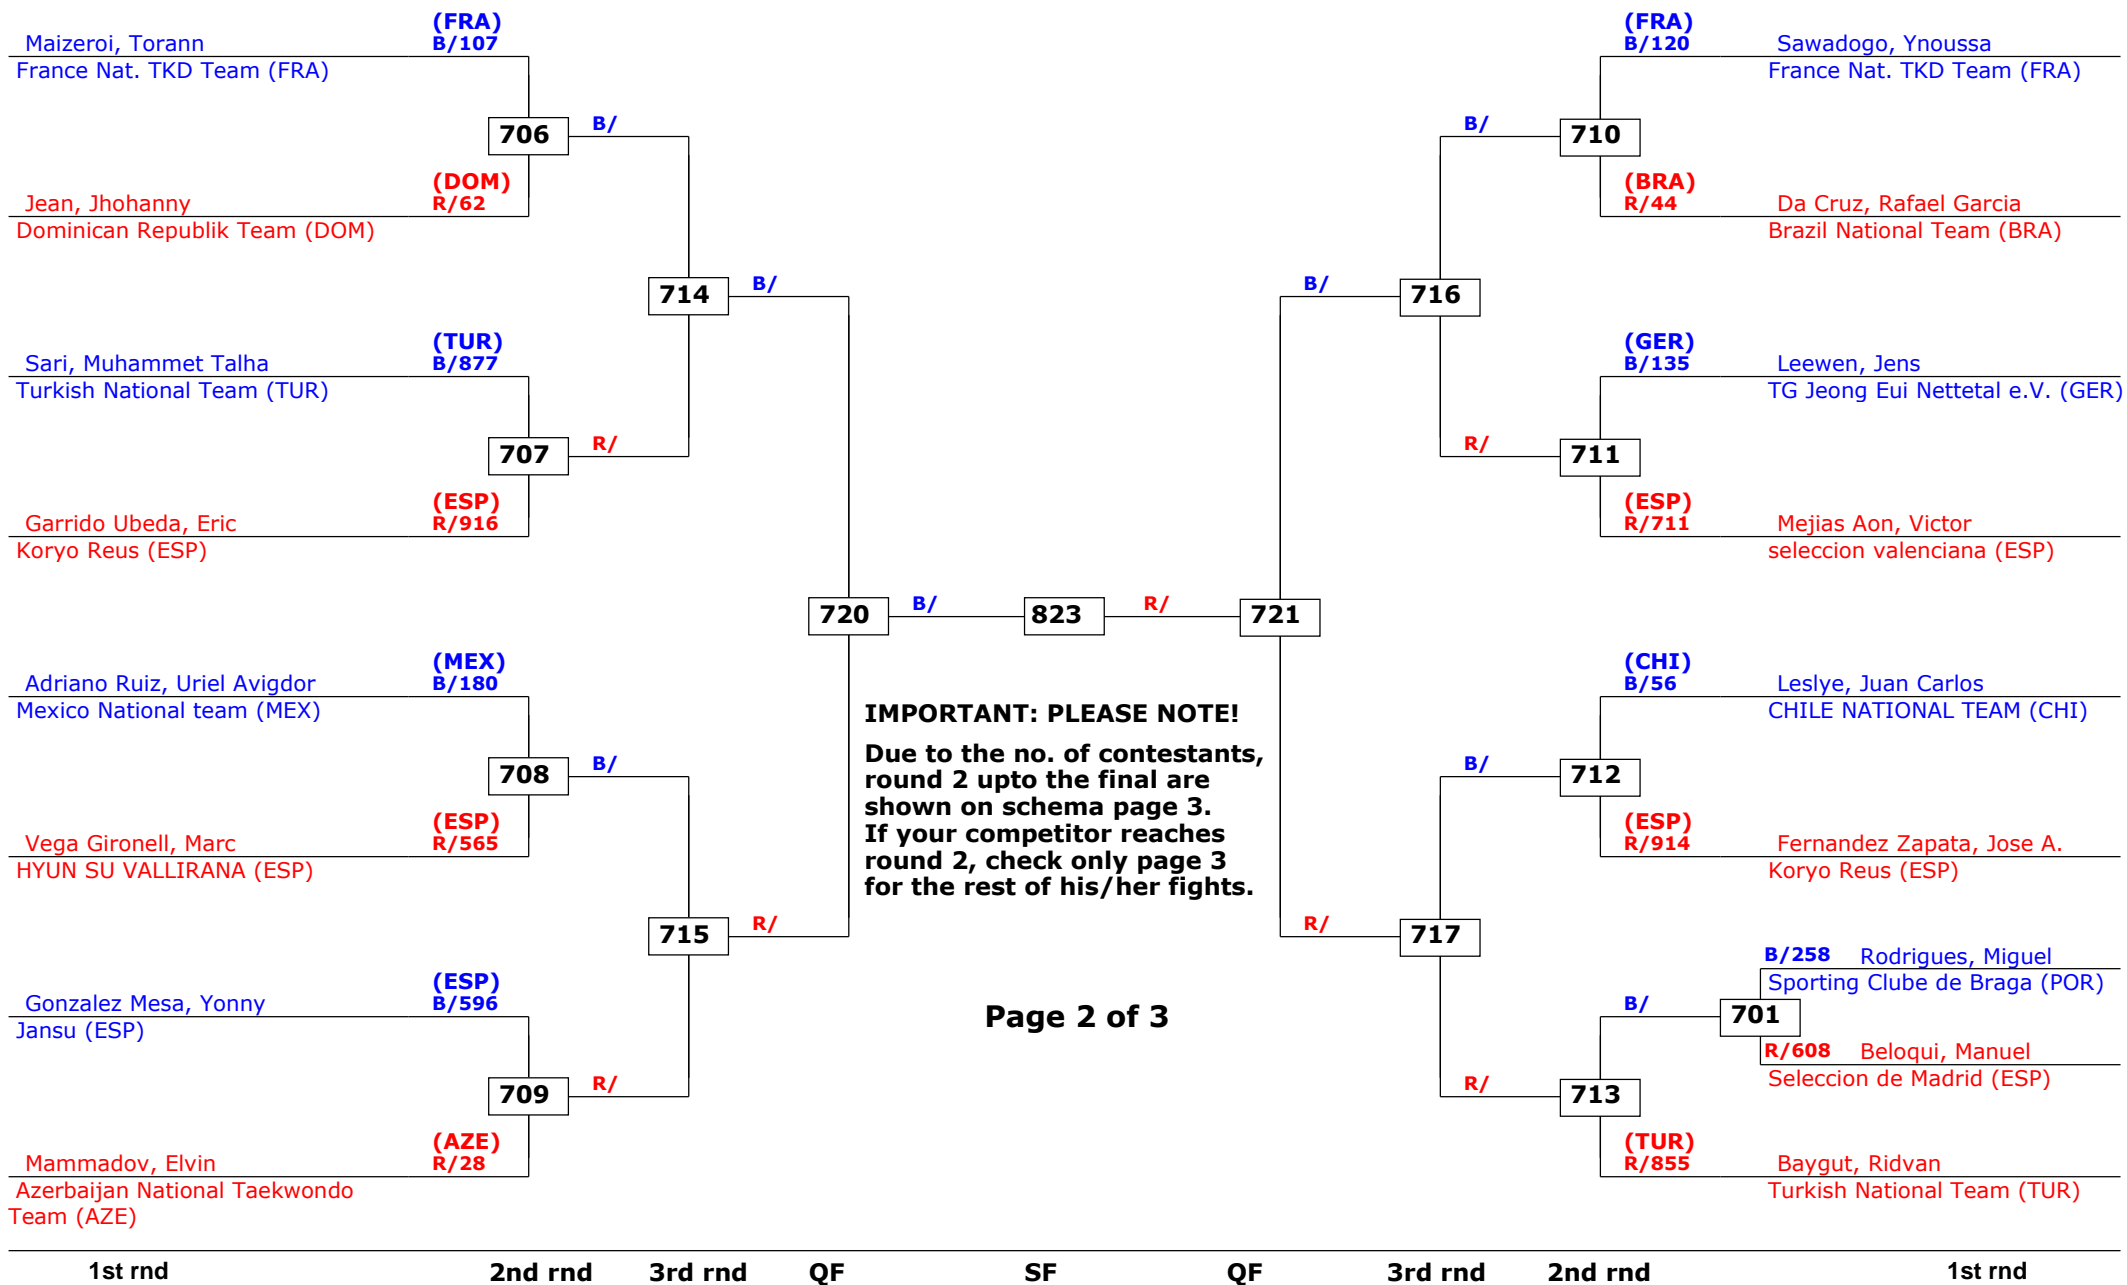 (FRA)
Maizeroi, Torann B/107
France Nat. TKD Team (FRA)
706 B/
(DOM)
Jean, Jhohanny R/62
Dominican Republik Team (DOM)
714 B/
(TUR)
Sari, Muhammet Talha B/877
Turkish National Team (TUR)
707 R/
(ESP)
Garrido Ubeda, Eric R/916
Koryo Reus (ESP)
720 B/ 823 R/ 721
(MEX)
Adriano Ruiz, Uriel Avigdor B/180
Mexico National team (MEX)
708 B/
(ESP)
Vega Gironell, Marc R/565
HYUN SU VALLIRANA (ESP)
715 R/
(ESP)
Gonzalez Mesa, Yonny B/596
Jansu (ESP)
709 R/
(AZE)
Mammadov, Elvin R/28
Azerbaijan National Taekwondo
Team (AZE)
IMPORTANT: PLEASE NOTE!
Due to the no. of contestants,
round 2 upto the final are
shown on schema page 3.
If your competitor reaches
round 2, check only page 3
for the rest of his/her fights.
Page 2 of 3
(FRA)
B/120 Sawadogo, Ynoussa
France Nat. TKD Team (FRA)
B/ 710
(BRA)
R/44 Da Cruz, Rafael Garcia
Brazil National Team (BRA)
B/ 716
(GER)
B/135 Leewen, Jens
TG Jeong Eui Nettetal e.V. (GER)
R/ 711
(ESP)
R/711 Mejias Aon, Victor
seleccion valenciana (ESP)
(CHI)
B/56 Leslye, Juan Carlos
CHILE NATIONAL TEAM (CHI)
B/ 712
(ESP)
R/914 Fernandez Zapata, Jose A.
Koryo Reus (ESP)
R/ 717
B/258 Rodrigues, Miguel
Sporting Clube de Braga (POR)
B/ 701
R/608 Beloqui, Manuel
Seleccion de Madrid (ESP)
R/ 713
(TUR)
R/855 Baygut, Ridvan
Turkish National Team (TUR)
1st rnd 2nd rnd 3rd rnd QF SF QF 3rd rnd 2nd rnd 1st rnd